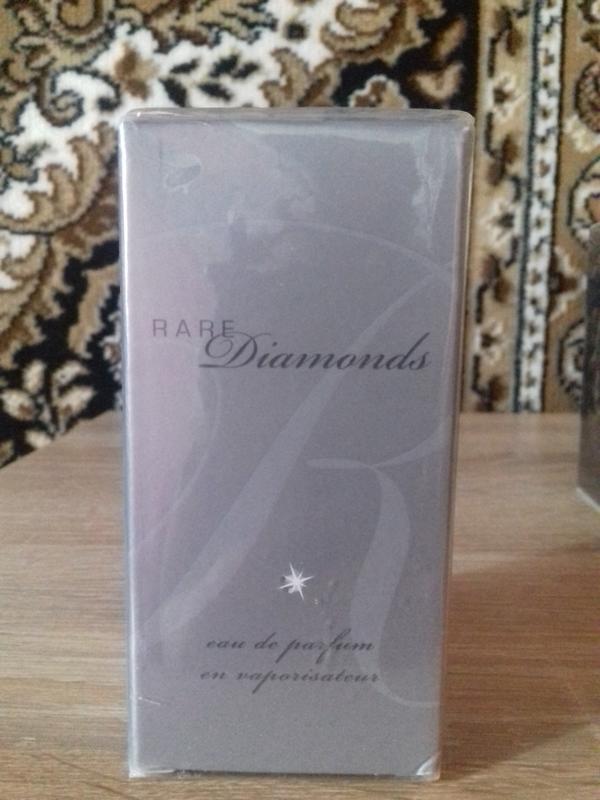 RARE
Diamonds
eau de parfum
en vaporisateur